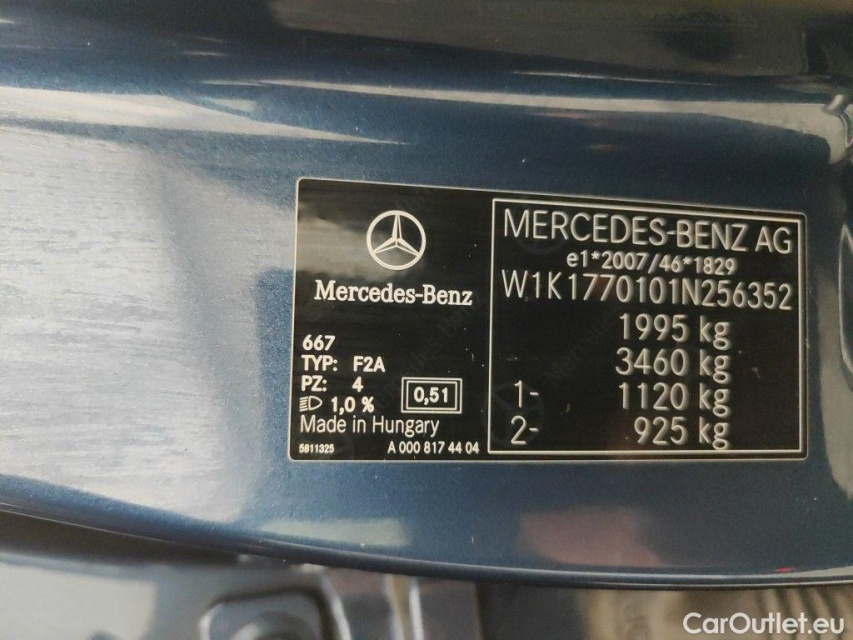 Mercedes-Benz
667
TYP: F2A
PZ: 4
1,0 %
0,51
Made in Hungary
5811325
A 000 817 44 04
MERCEDES-BENZ AG
e1*2007/46*1829
W1K1770101N256352
1995 kg
3460 kg
1- 1120 kg
2- 925 kg
CarOutlet.eu